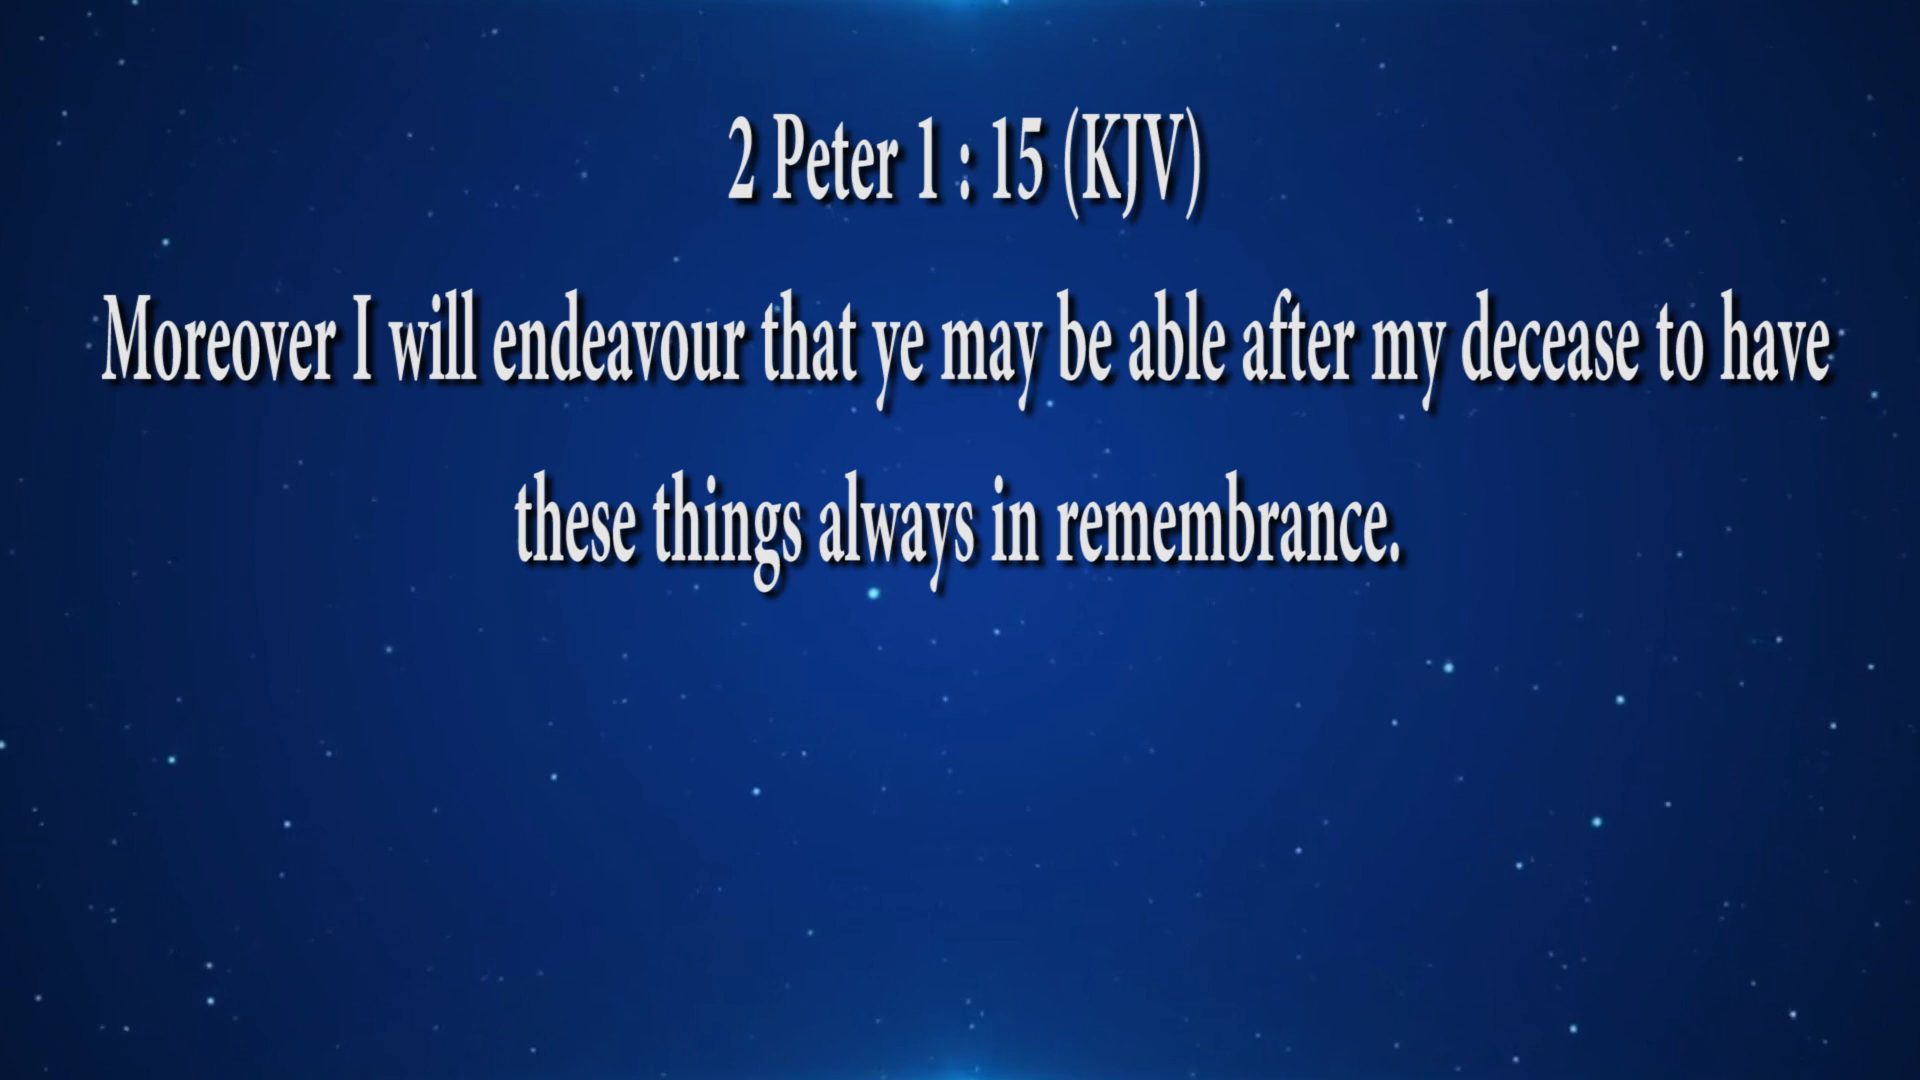 2 Peter 1 : 15 (KJV)
Moreover I will endeavour that ye may be able after my decease to have
these things always in remembrance.